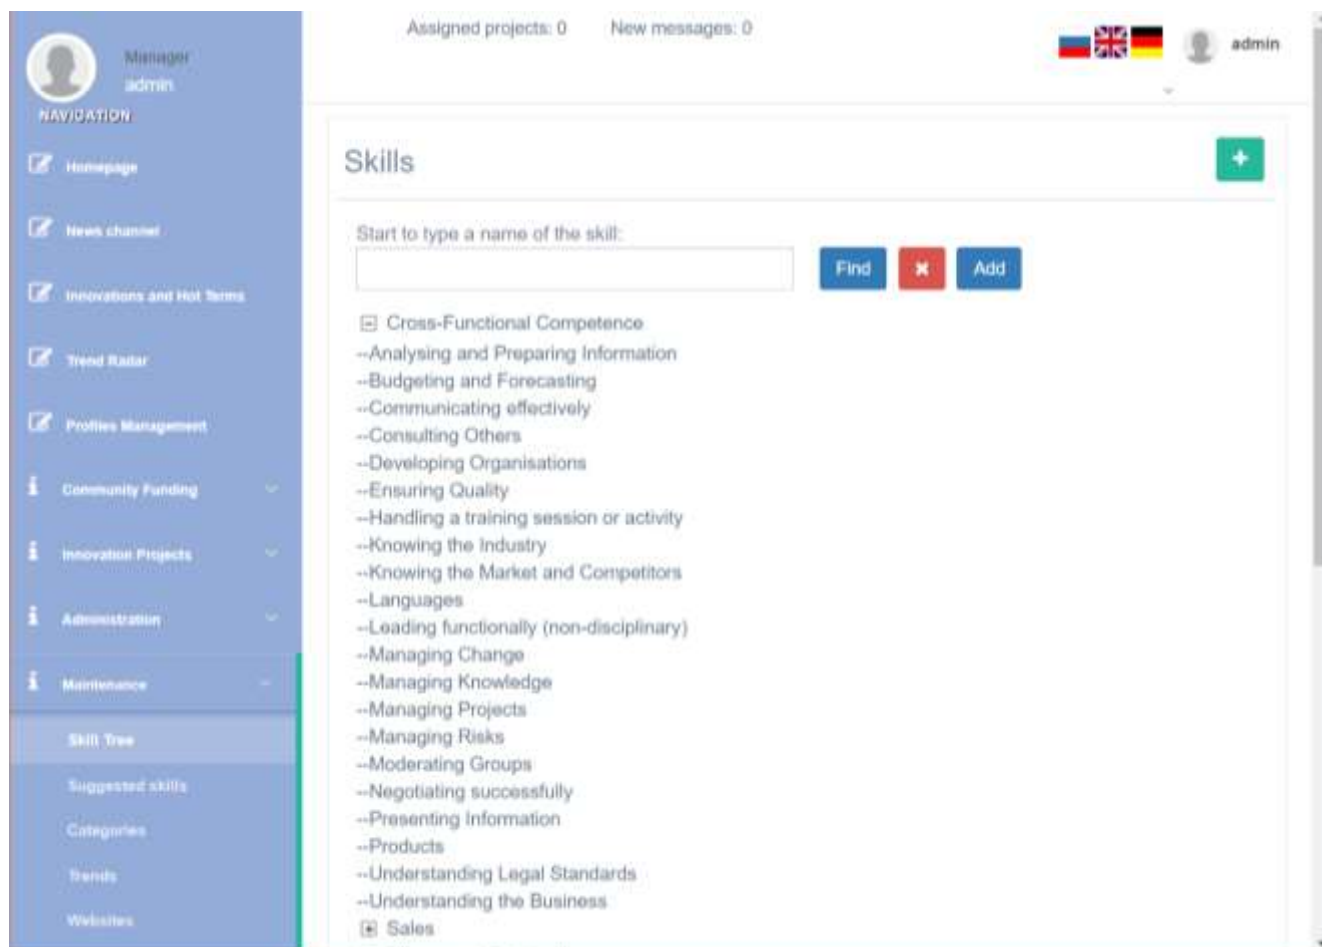 Assigned projects: 0 New messages: 0
admin
Manager
admin
NAVIGATION
Homepage
News channel
Innovations and Hot Terms
Trend Radar
Profiles Management
Community Funding
Innovation Projects
Administration
Maintenance
Skill Tree
Suggested skills
Categories
Trends
Websites
Skills
Start to type a name of the skill:
Find Add
Cross-Functional Competence
--Analysing and Preparing Information
--Budgeting and Forecasting
--Communicating effectively
--Consulting Others
--Developing Organisations
--Ensuring Quality
--Handling a training session or activity
--Knowing the Industry
--Knowing the Market and Competitors
--Languages
--Leading functionally (non-disciplinary)
--Managing Change
--Managing Knowledge
--Managing Projects
--Managing Risks
--Moderating Groups
--Negotiating successfully
--Presenting Information
--Products
--Understanding Legal Standards
--Understanding the Business
Sales